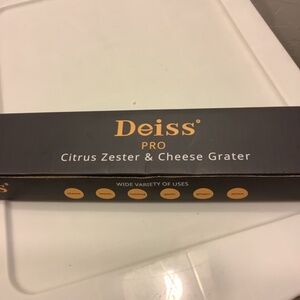 Deiss®
PRO
Citrus Zester & Cheese Grater
WIDE VARIETY OF USES